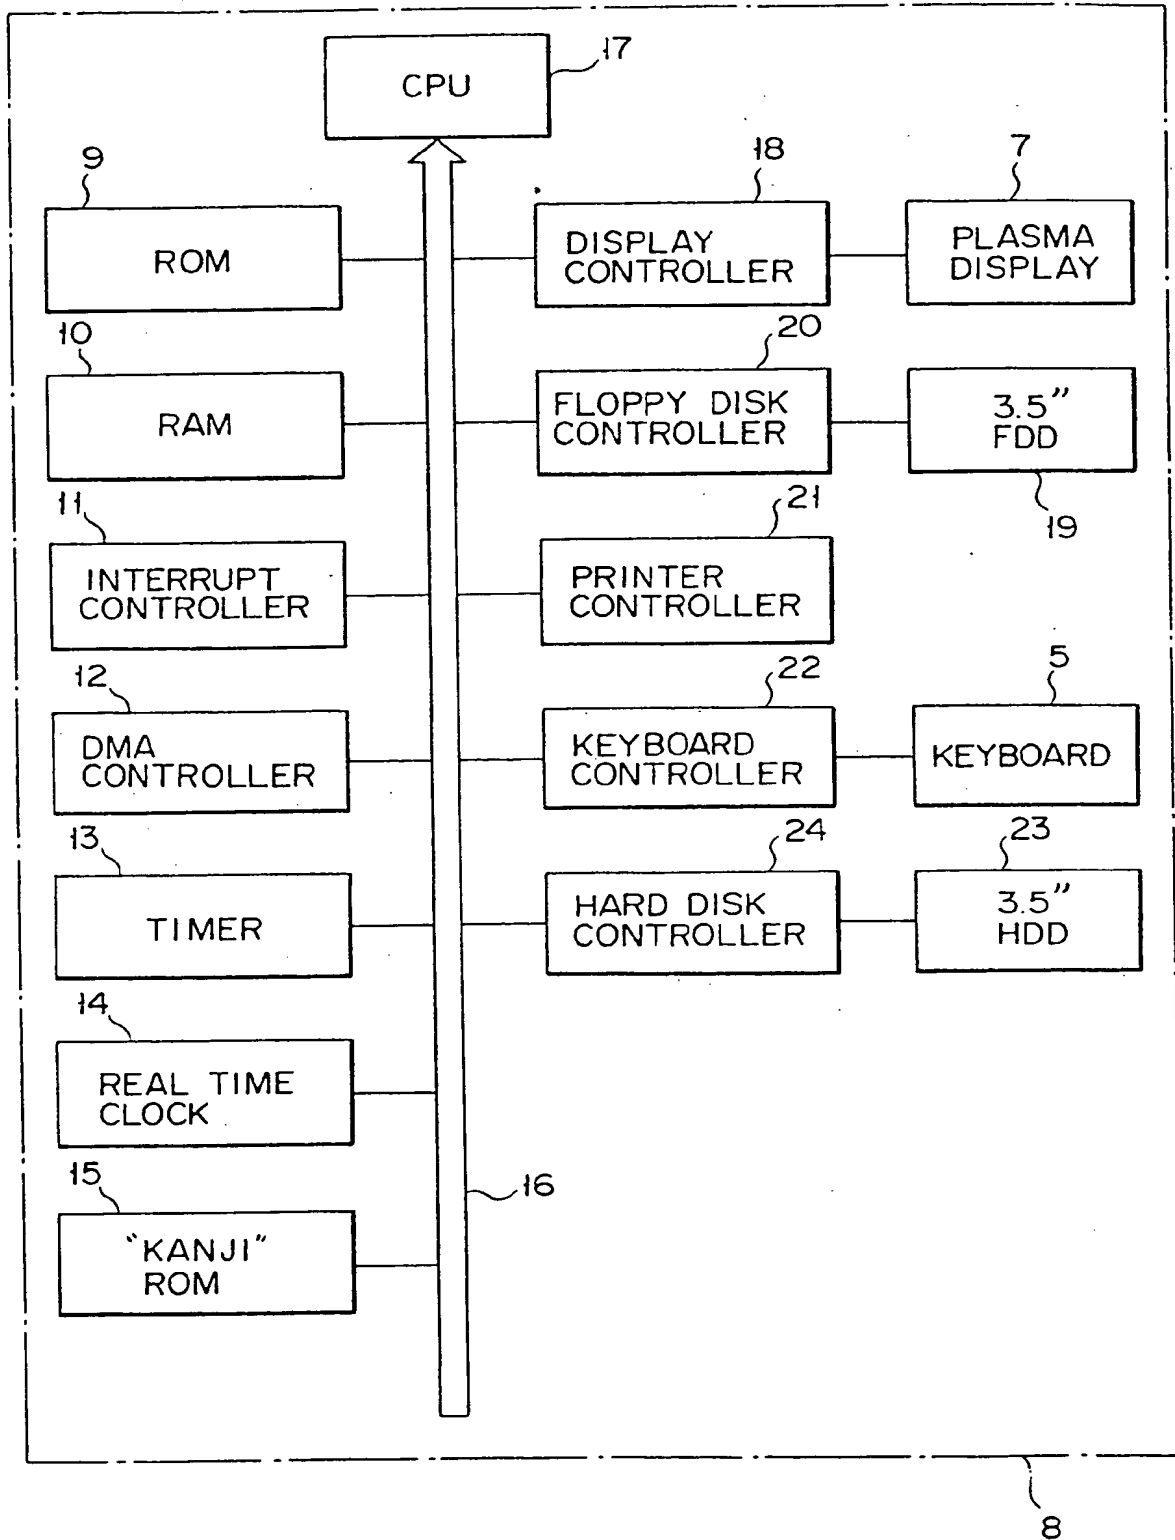 17
CPU
9
ROM
18
DISPLAY
CONTROLLER
7
PLASMA
DISPLAY
10
RAM
20
FLOPPY DISK
CONTROLLER
3.5"
FDD
19
11
INTERRUPT
CONTROLLER
21
PRINTER
CONTROLLER
12
DMA
CONTROLLER
22
KEYBOARD
CONTROLLER
5
KEYBOARD
13
TIMER
24
HARD DISK
CONTROLLER
23
3.5"
HDD
14
REAL TIME
CLOCK
15
"KANJI"
ROM
16
8